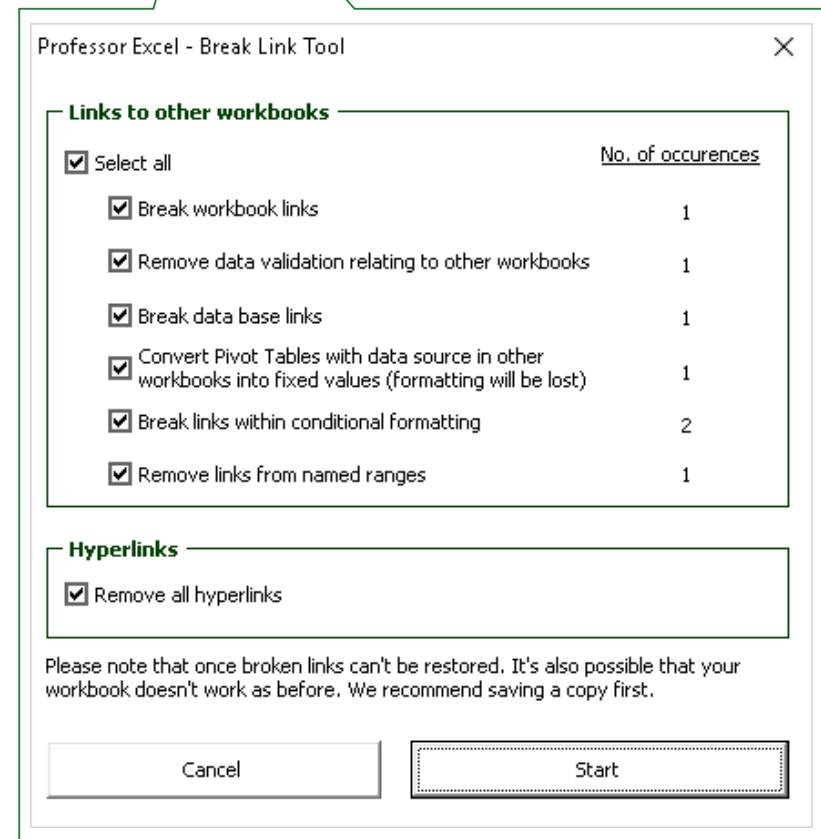 Professor Excel - Break Link Tool
Links to other workbooks
Select all
No. of occurences
Break workbook links 1
Remove data validation relating to other workbooks 1
Break data base links 1
Convert Pivot Tables with data source in other
workbooks into fixed values (formatting will be lost) 1
Break links within conditional formatting 2
Remove links from named ranges 1
Hyperlinks
Remove all hyperlinks
Please note that once broken links can't be restored. It's also possible that your
workbook doesn't work as before. We recommend saving a copy first.
Cancel Start